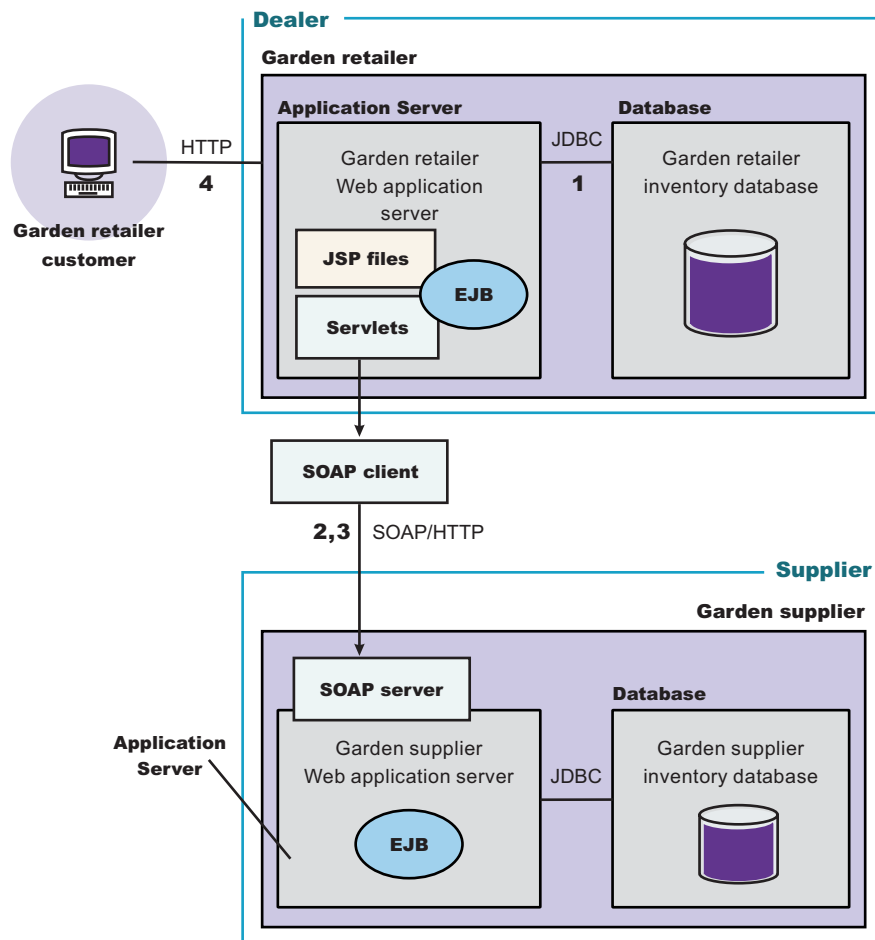 Dealer
Garden retailer
Application Server
Database
HTTP
4
Garden retailer
customer
Garden retailer
Web application
server
JSP files
EJB
Servlets
JDBC
1
Garden retailer
inventory database
SOAP client
2,3
SOAP/HTTP
Supplier
Garden supplier
SOAP server
Database
Application
Server
Garden supplier
Web application server
EJB
JDBC
Garden supplier
inventory database